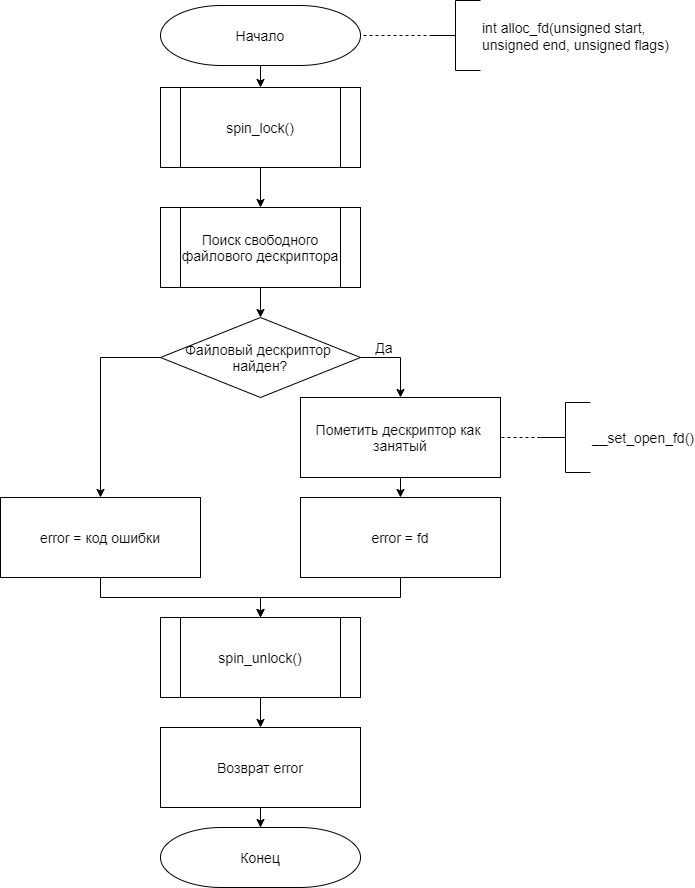 Начало
int alloc_fd(unsigned start,
unsigned end, unsigned flags)
spin_lock()
Поиск свободного
файлового дескриптора
Файловый дескриптор
найден?
Да
Пометить дескриптор как
занятый
__set_open_fd()
error = код ошибки
error = fd
spin_unlock()
Возврат error
Конец